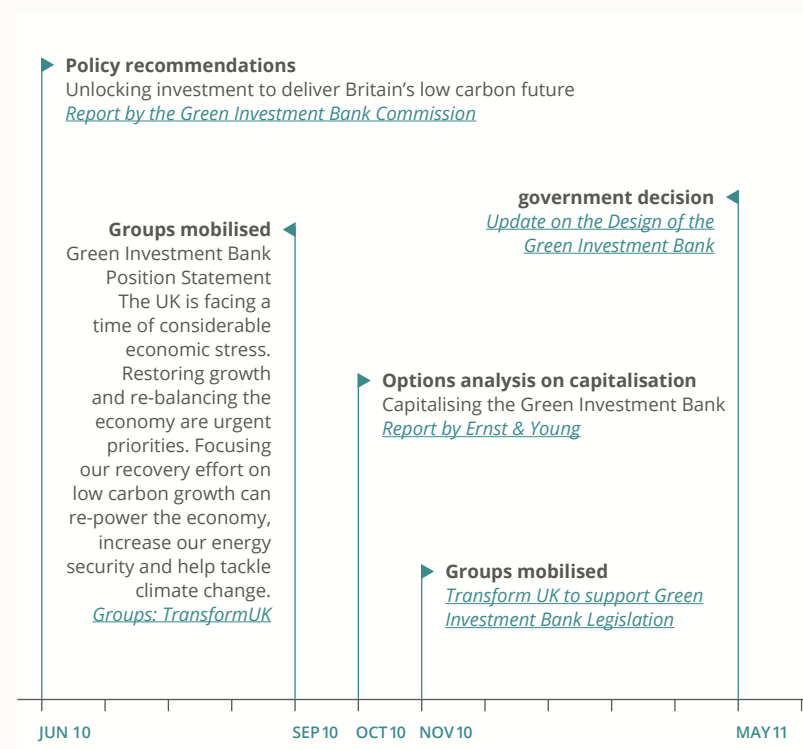 Policy recommendations
Unlocking investment to deliver Britain’s low carbon future
Report by the Green Investment Bank Commission
Groups mobilised
Green Investment Bank
Position Statement
The UK is facing a
time of considerable
economic stress.
Restoring growth
and re-balancing the
economy are urgent
priorities. Focusing
our recovery effort on
low carbon growth can
re-power the economy,
increase our energy
security and help tackle
climate change.
Groups: TransformUK
government decision
Update on the Design of the
Green Investment Bank
Options analysis on capitalisation
Capitalising the Green Investment Bank
Report by Ernst & Young
Groups mobilised
Transform UK to support Green
Investment Bank Legislation
JUN 10 SEP 10 OCT 10 NOV 10 MAY 11